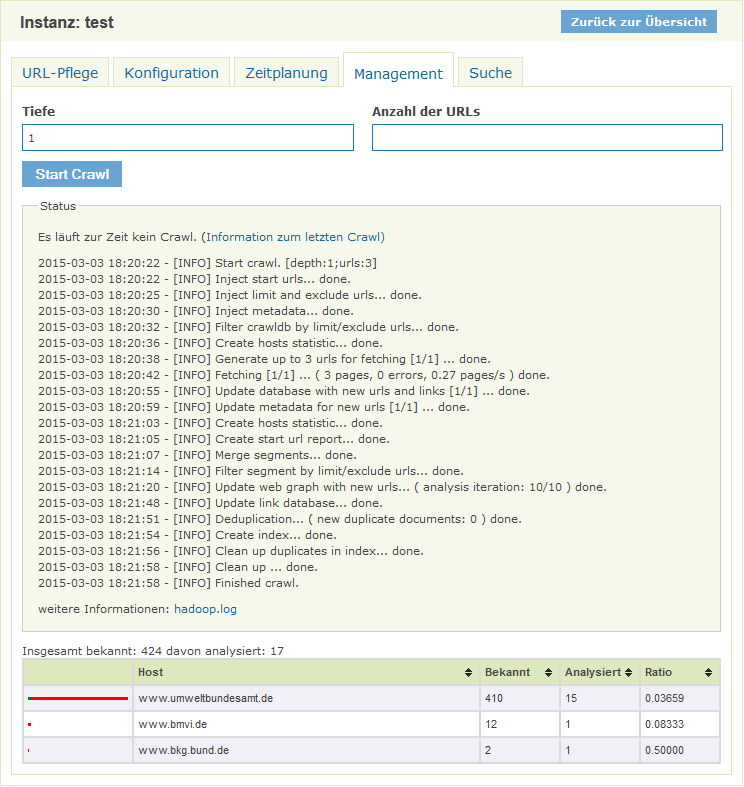 Instanz: test
Zurück zur Übersicht
URL-Pflege
Konfiguration
Zeitplanung
Management
Suche
Tiefe
Anzahl der URLs
1
Start Crawl
Status
Es läuft zur Zeit kein Crawl. (Information zum letzten Crawl)
2015-03-03 18:20:22 - [INFO] Start crawl. [depth:1;urls:3]
2015-03-03 18:20:22 - [INFO] Inject start urls... done.
2015-03-03 18:20:25 - [INFO] Inject limit and exclude urls... done.
2015-03-03 18:20:30 - [INFO] Inject metadata... done.
2015-03-03 18:20:32 - [INFO] Filter crawldb by limit/exclude urls... done.
2015-03-03 18:20:36 - [INFO] Create hosts statistic... done.
2015-03-03 18:20:38 - [INFO] Generate up to 3 urls for fetching [1/1] ... done.
2015-03-03 18:20:42 - [INFO] Fetching [1/1] ... ( 3 pages, 0 errors, 0.27 pages/s ) done.
2015-03-03 18:20:55 - [INFO] Update database with new urls and links [1/1] ... done.
2015-03-03 18:20:59 - [INFO] Update metadata for new urls [1/1] ... done.
2015-03-03 18:21:03 - [INFO] Create hosts statistic... done.
2015-03-03 18:21:05 - [INFO] Create start url report... done.
2015-03-03 18:21:07 - [INFO] Merge segments... done.
2015-03-03 18:21:14 - [INFO] Filter segment by limit/exclude urls... done.
2015-03-03 18:21:20 - [INFO] Update web graph with new urls... ( analysis iteration: 10/10 ) done.
2015-03-03 18:21:48 - [INFO] Update link database... done.
2015-03-03 18:21:51 - [INFO] Deduplication... ( new duplicate documents: 0 ) done.
2015-03-03 18:21:54 - [INFO] Create index... done.
2015-03-03 18:21:56 - [INFO] Clean up duplicates in index... done.
2015-03-03 18:21:58 - [INFO] Clean up ... done.
2015-03-03 18:21:58 - [INFO] Finished crawl.
weitere Informationen: hadoop.log
Insgesamt bekannt: 424 davon analysiert: 17
Host Bekannt Analysiert Ratio
www.umweltbundesamt.de 410 15 0.03659
www.bmvi.de 12 1 0.08333
www.bkg.bund.de 2 1 0.50000